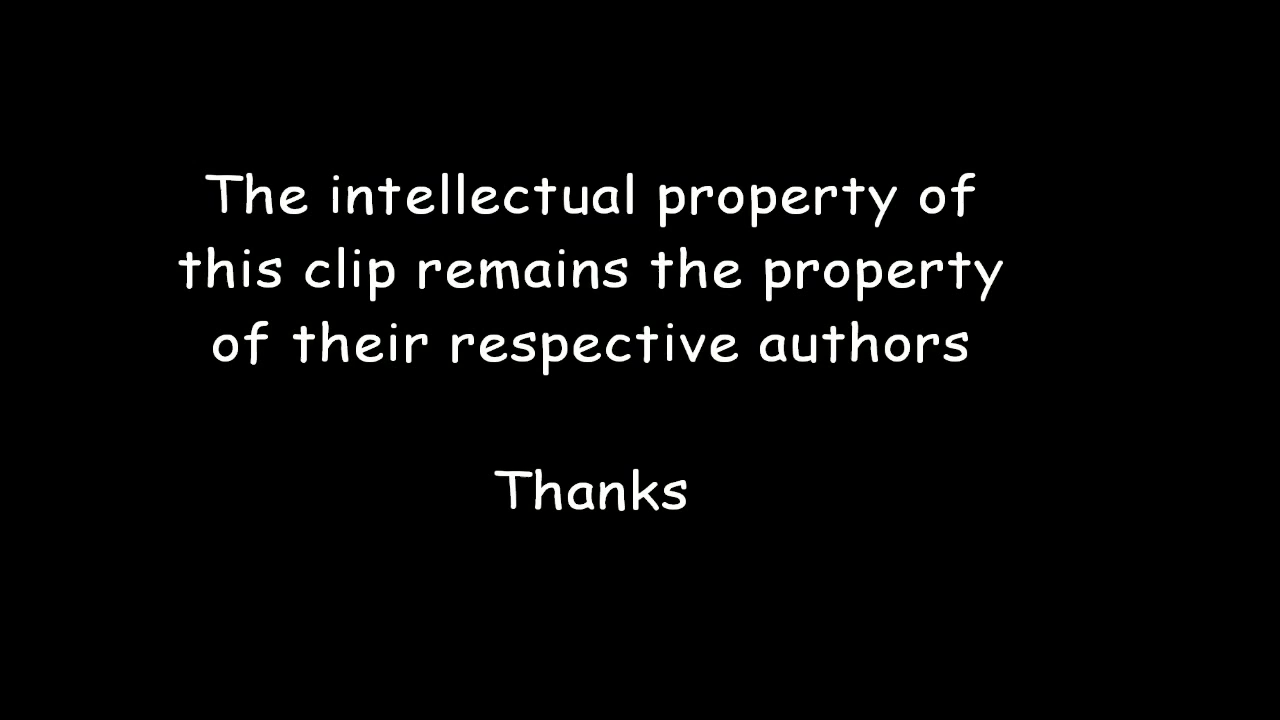 The intellectual property of
this clip remains the property
of their respective authors
Thanks